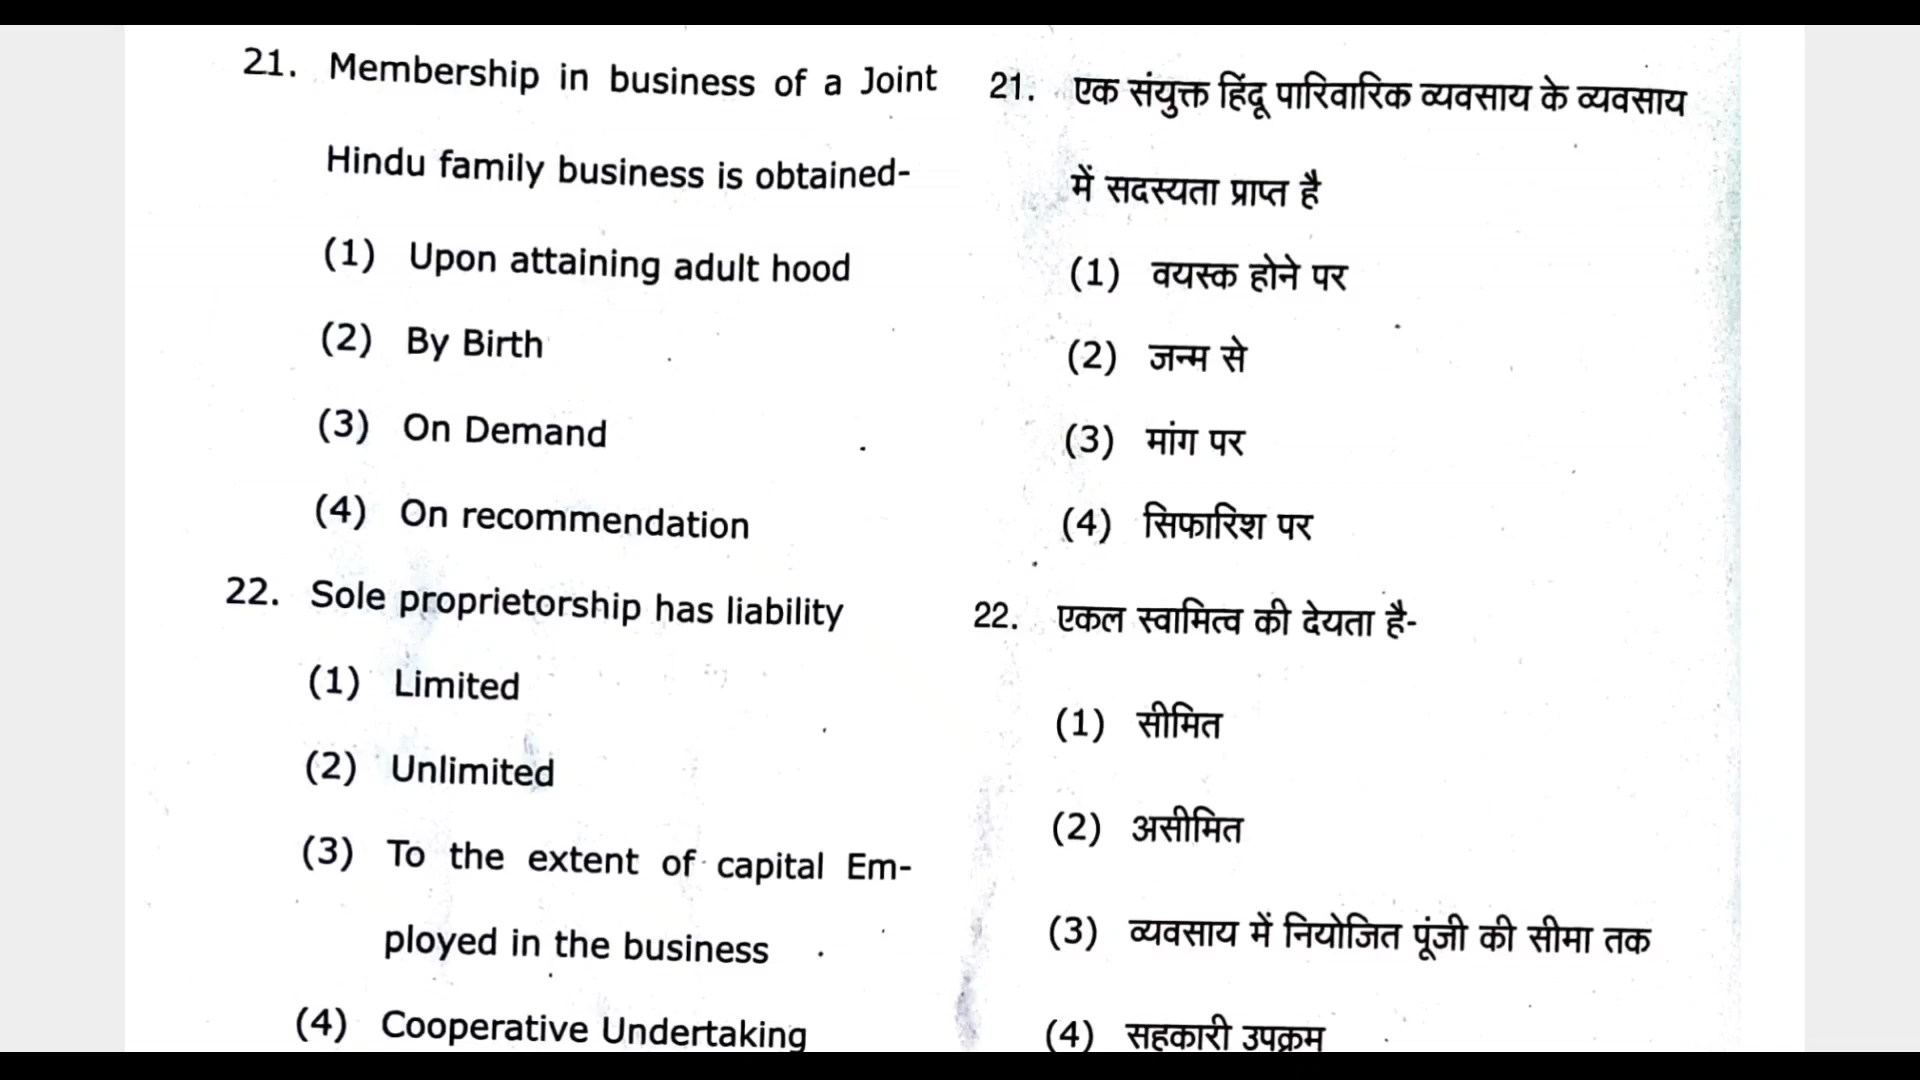 21. Membership in business of a Joint
Hindu family business is obtained-
(1) Upon attaining adult hood
(2) By Birth
(3) On Demand
(4) On recommendation
22. Sole proprietorship has liability
(1) Limited
(2) Unlimited
(3) To the extent of capital Em-
ployed in the business
(4) Cooperative Undertaking
21. एक संयुक्त हिंदू पारिवारिक व्यवसाय के व्यवसाय
में सदस्यता प्राप्त है
(1) वयस्क होने पर
(2) जन्म से
(3) मांग पर
(4) सिफारिश पर
22. एकल स्वामित्व की देयता है-
(1) सीमित
(2) असीमित
(3) व्यवसाय में नियोजित पूंजी की सीमा तक
(4) सहकारी उपक्रम